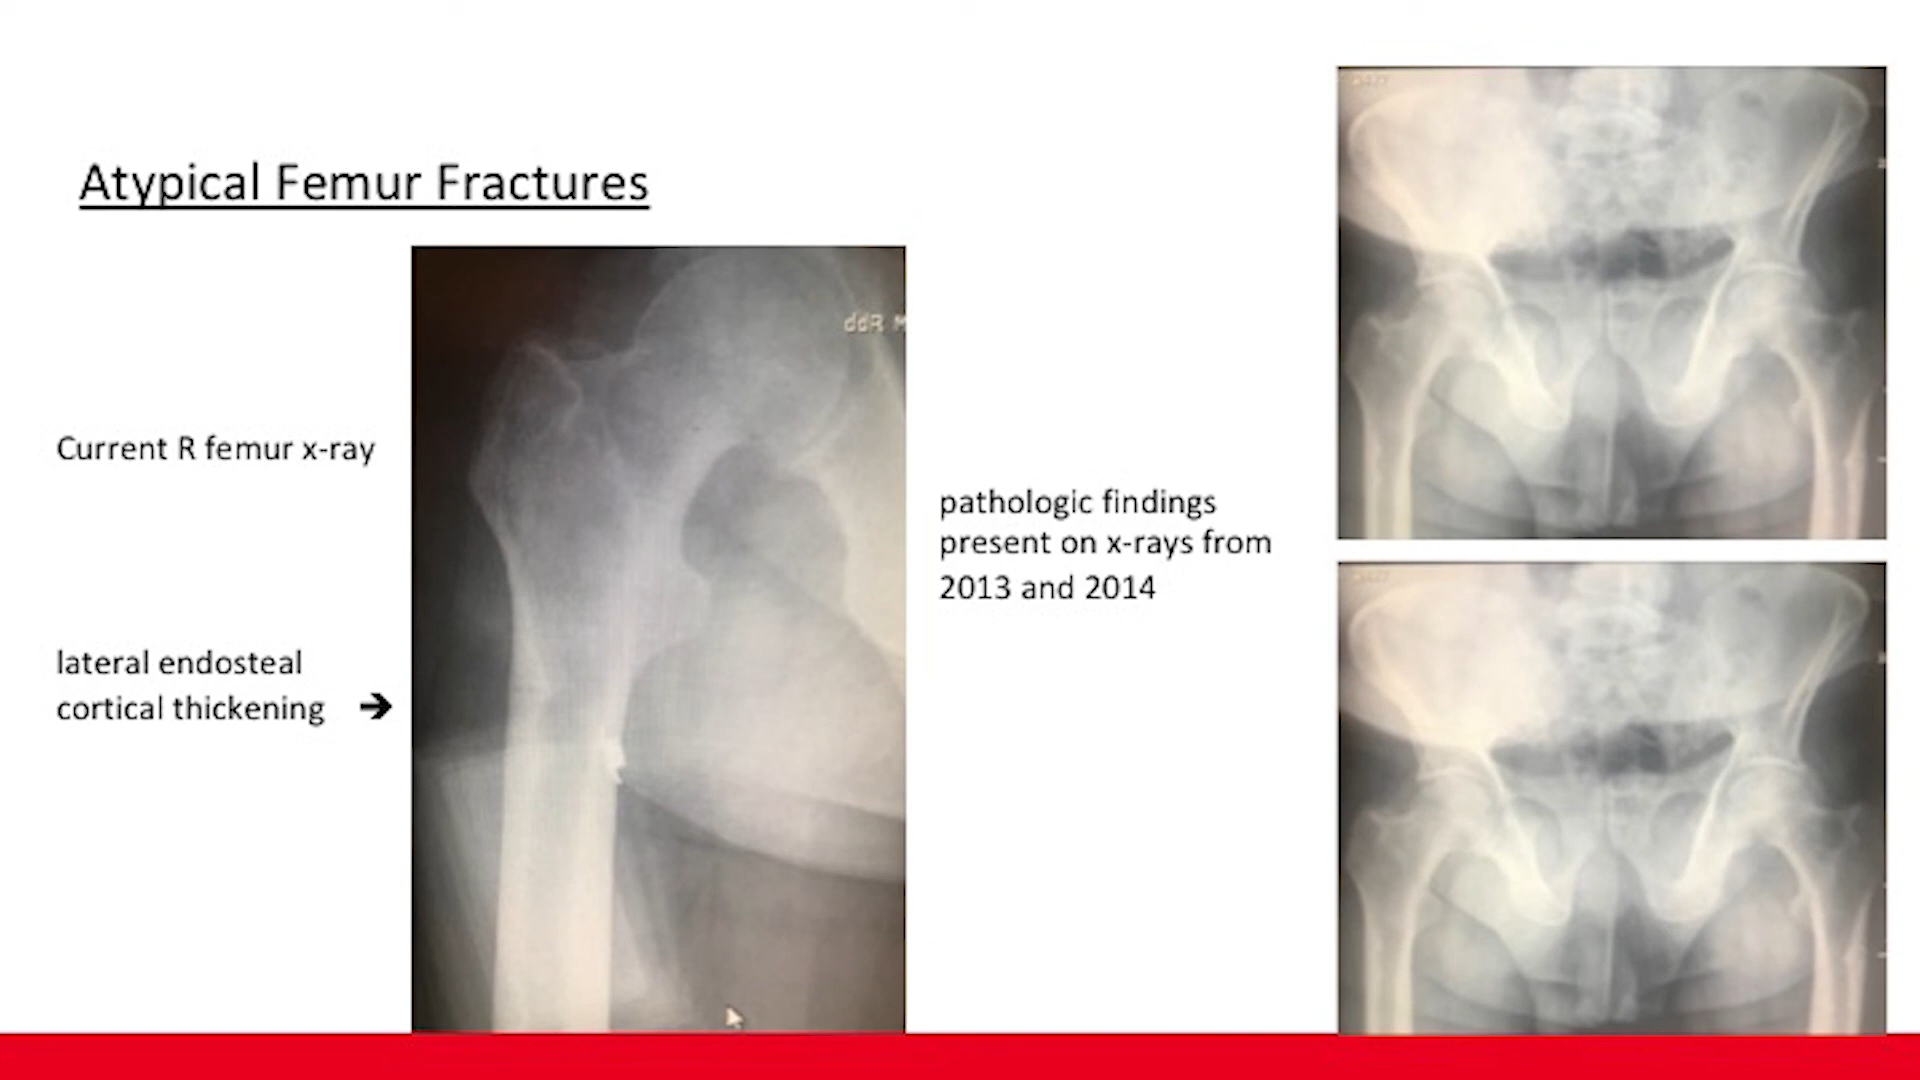 Atypical Femur Fractures
Current R femur x-ray
lateral endosteal
cortical thickening →
ddR
pathologic findings
present on x-rays from
2013 and 2014